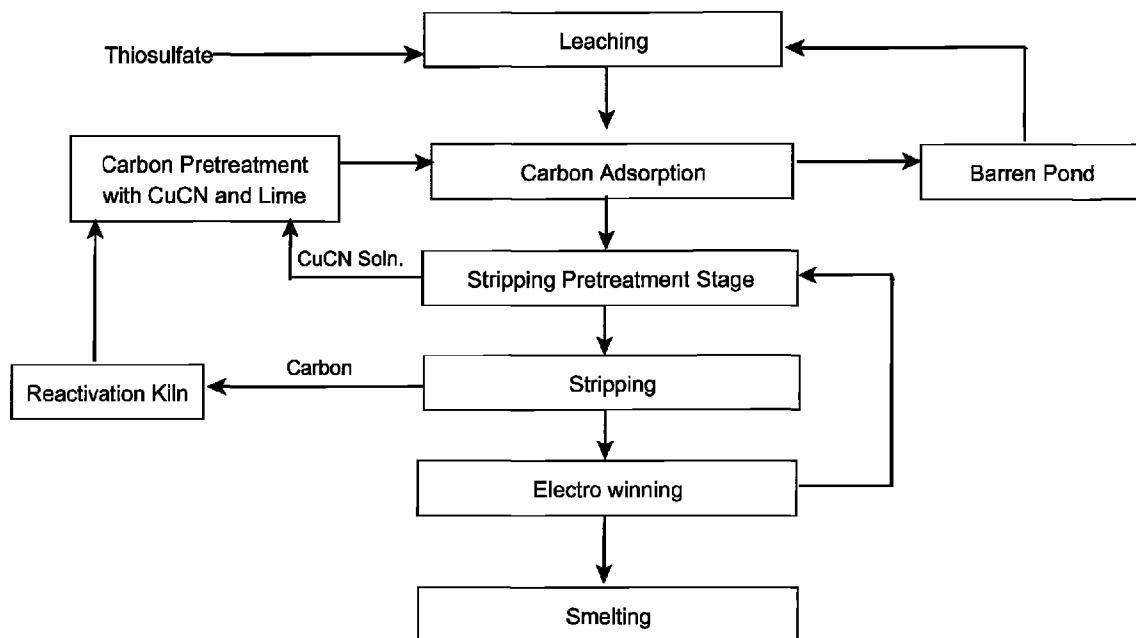 Leaching
Thiosulfate
Carbon Pretreatment
with CuCN and Lime
Carbon Adsorption
Barren Pond
CuCN Soln.
Stripping Pretreatment Stage
Carbon
Stripping
Reactivation Kiln
Electro winning
Smelting